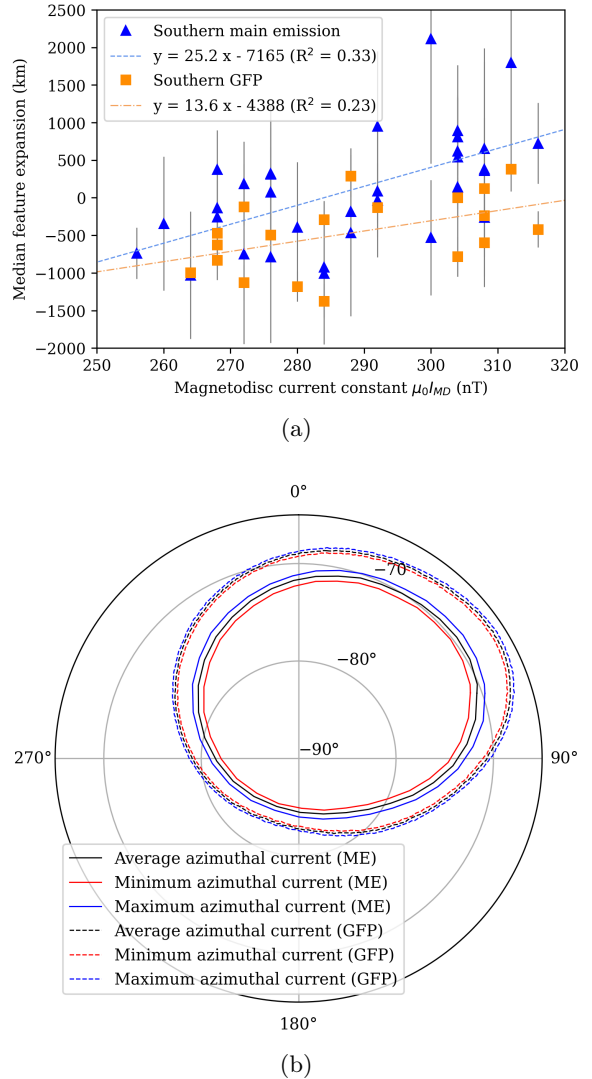 2500
2000
1500
1000
500
0
−500
−1000
−1500
−2000
Median feature expansion (km)
Southern main emission
y = 25.2 x - 7165 (R² = 0.33)
Southern GFP
y = 13.6 x - 4388 (R² = 0.23)
250 260 270 280 290 300 310 320
Magnetodisc current constant μ₀I_MD (nT)
(a)
0°
−70
−80°
−90°
270°
90°
Average azimuthal current (ME)
Minimum azimuthal current (ME)
Maximum azimuthal current (ME)
Average azimuthal current (GFP)
Minimum azimuthal current (GFP)
Maximum azimuthal current (GFP)
180°
(b)